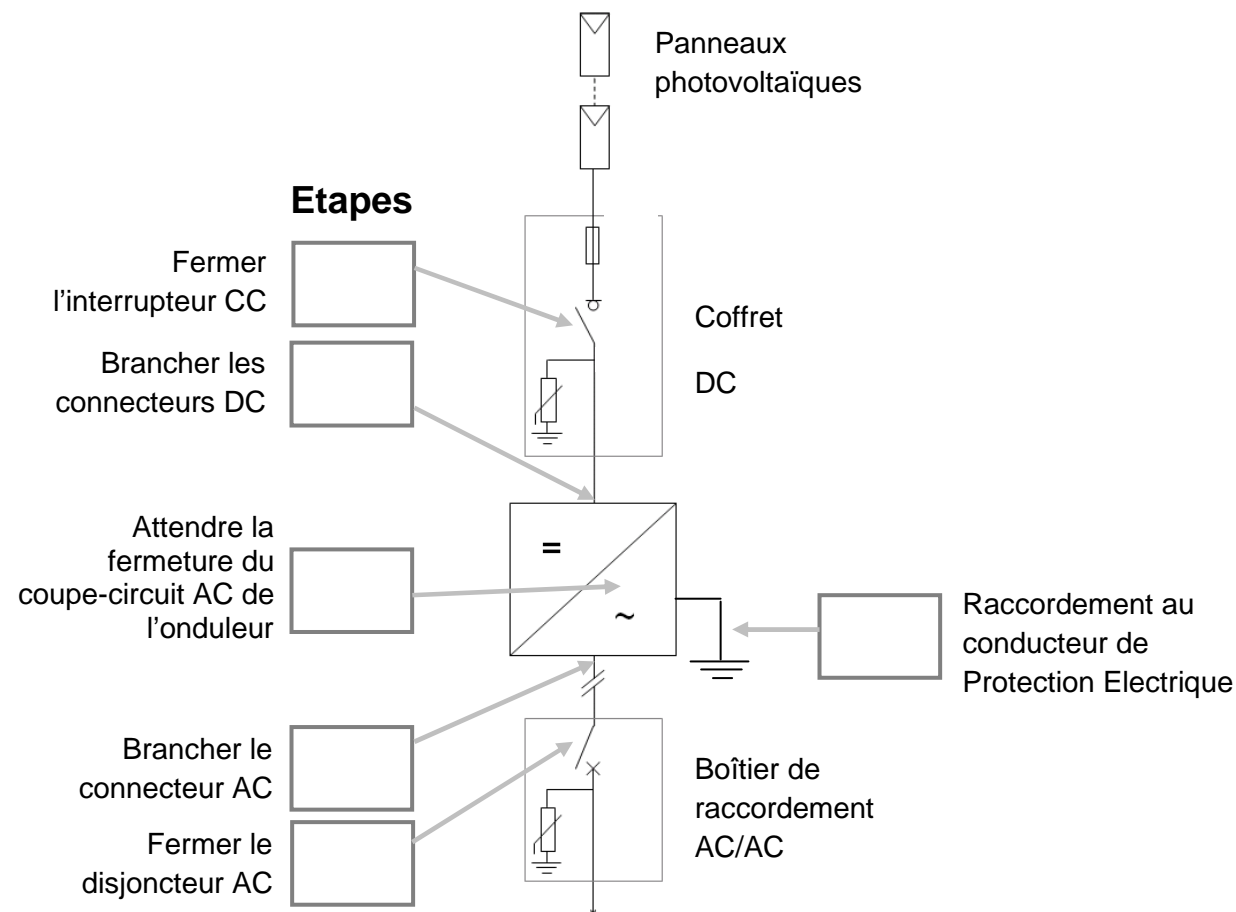 Panneaux
photovoltaïques
Etapes
Fermer
l’interrupteur CC
Brancher les
connecteurs DC
Coffret
DC
Attendre la
fermeture du
coupe-circuit AC de
l’onduleur
=
~
Raccordement au
conducteur de
Protection Electrique
Brancher le
connecteur AC
Fermer le
disjoncteur AC
Boîtier de
raccordement
AC/AC